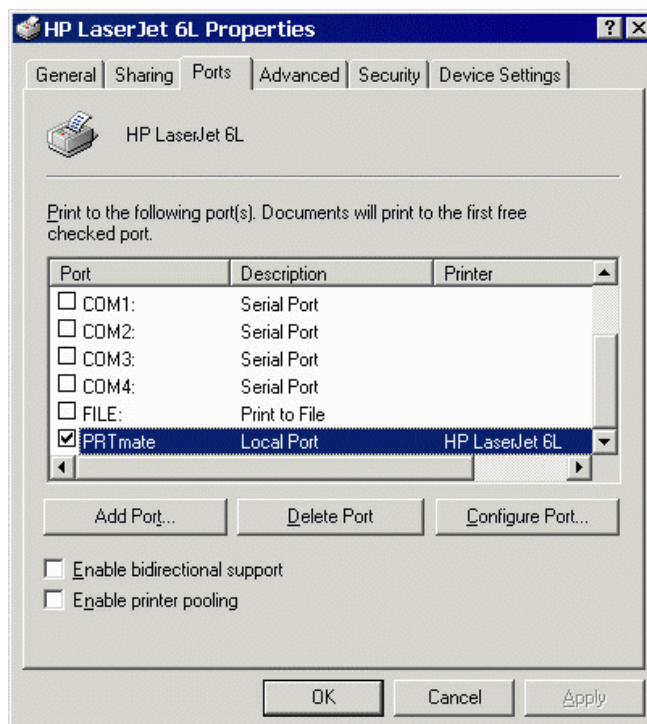 HP LaserJet 6L Properties
General Sharing Ports Advanced Security Device Settings
HP LaserJet 6L
Print to the following port(s). Documents will print to the first free
checked port.
Port Description Printer
COM1: Serial Port
COM2: Serial Port
COM3: Serial Port
COM4: Serial Port
FILE: Print to File
PRTmate Local Port HP LaserJet 6L
Add Port... Delete Port Configure Port...
Enable bidirectional support
Enable printer pooling
OK Cancel Apply